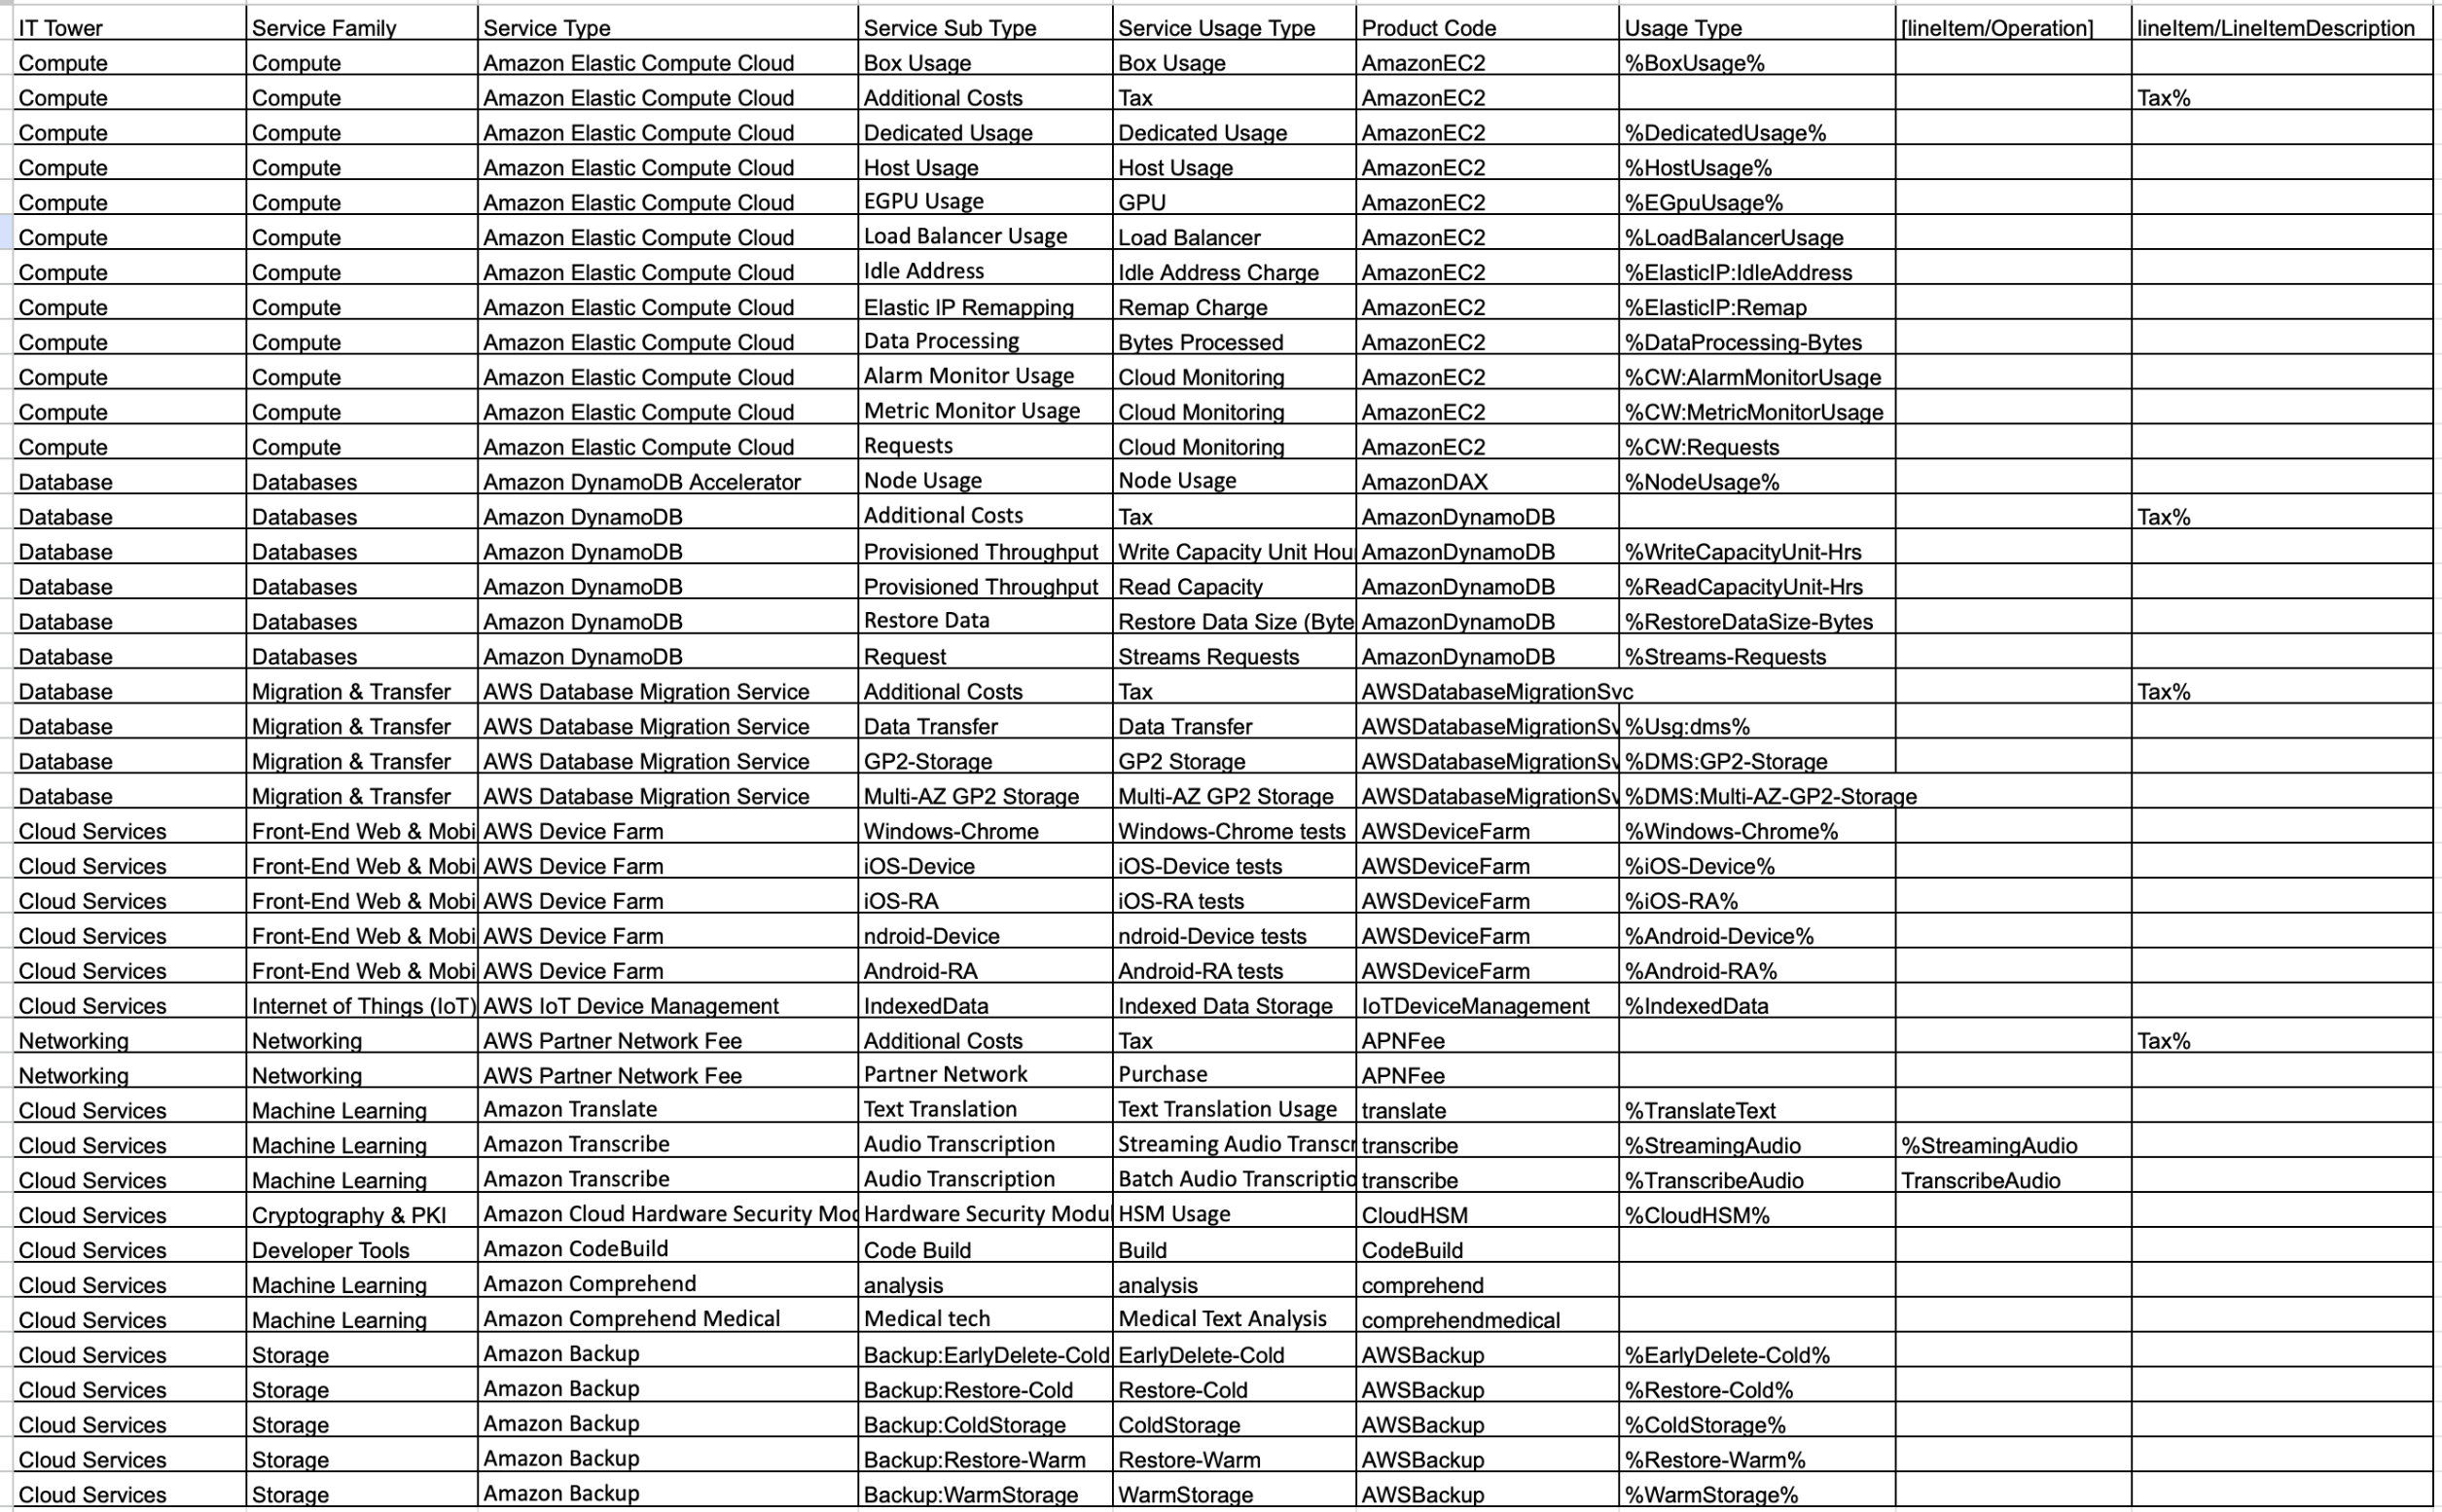 IT Tower Service Family Service Type Service Sub Type Service Usage Type Product Code Usage Type [lineItem/Operation] lineItem/LineItemDescription
Compute Compute Amazon Elastic Compute Cloud Box Usage Box Usage AmazonEC2 %BoxUsage%
Compute Compute Amazon Elastic Compute Cloud Additional Costs Tax AmazonEC2 Tax%
Compute Compute Amazon Elastic Compute Cloud Dedicated Usage Dedicated Usage AmazonEC2 %DedicatedUsage%
Compute Compute Amazon Elastic Compute Cloud Host Usage Host Usage AmazonEC2 %HostUsage%
Compute Compute Amazon Elastic Compute Cloud EGPU Usage GPU AmazonEC2 %EGpuUsage%
Compute Compute Amazon Elastic Compute Cloud Load Balancer Usage Load Balancer AmazonEC2 %LoadBalancerUsage
Compute Compute Amazon Elastic Compute Cloud Idle Address Idle Address Charge AmazonEC2 %ElasticIP:IdleAddress
Compute Compute Amazon Elastic Compute Cloud Elastic IP Remapping Remap Charge AmazonEC2 %ElasticIP:Remap
Compute Compute Amazon Elastic Compute Cloud Data Processing Bytes Processed AmazonEC2 %DataProcessing-Bytes
Compute Compute Amazon Elastic Compute Cloud Alarm Monitor Usage Cloud Monitoring AmazonEC2 %CW:AlarmMonitorUsage
Compute Compute Amazon Elastic Compute Cloud Metric Monitor Usage Cloud Monitoring AmazonEC2 %CW:MetricMonitorUsage
Compute Compute Amazon Elastic Compute Cloud Requests Cloud Monitoring AmazonEC2 %CW:Requests
Database Databases Amazon DynamoDB Accelerator Node Usage Node Usage AmazonDAX %NodeUsage%
Database Databases Amazon DynamoDB Additional Costs Tax AmazonDynamoDB Tax%
Database Databases Amazon DynamoDB Provisioned Throughput Write Capacity Unit Hou AmazonDynamoDB %WriteCapacityUnit-Hrs
Database Databases Amazon DynamoDB Provisioned Throughput Read Capacity AmazonDynamoDB %ReadCapacityUnit-Hrs
Database Databases Amazon DynamoDB Restore Data Restore Data Size (Byte AmazonDynamoDB %RestoreDataSize-Bytes
Database Databases Amazon DynamoDB Request Streams Requests AmazonDynamoDB %Streams-Requests
Database Migration & Transfer AWS Database Migration Service Additional Costs Tax AWSDatabaseMigrationSvc Tax%
Database Migration & Transfer AWS Database Migration Service Data Transfer Data Transfer AWSDatabaseMigrationSv %Usg:dms%
Database Migration & Transfer AWS Database Migration Service GP2-Storage GP2 Storage AWSDatabaseMigrationSv %DMS:GP2-Storage
Database Migration & Transfer AWS Database Migration Service Multi-AZ GP2 Storage Multi-AZ GP2 Storage AWSDatabaseMigrationSv %DMS:Multi-AZ-GP2-Storage
Cloud Services Front-End Web & Mobi AWS Device Farm Windows-Chrome Windows-Chrome tests AWSDeviceFarm %Windows-Chrome%
Cloud Services Front-End Web & Mobi AWS Device Farm iOS-Device iOS-Device tests AWSDeviceFarm %iOS-Device%
Cloud Services Front-End Web & Mobi AWS Device Farm iOS-RA iOS-RA tests AWSDeviceFarm %iOS-RA%
Cloud Services Front-End Web & Mobi AWS Device Farm ndroid-Device ndroid-Device tests AWSDeviceFarm %Android-Device%
Cloud Services Front-End Web & Mobi AWS Device Farm Android-RA Android-RA tests AWSDeviceFarm %Android-RA%
Cloud Services Internet of Things (IoT) AWS IoT Device Management IndexedData Indexed Data Storage IoTDeviceManagement %IndexedData
Networking Networking AWS Partner Network Fee Additional Costs Tax APNFee Tax%
Networking Networking AWS Partner Network Fee Partner Network Purchase APNFee
Cloud Services Machine Learning Amazon Translate Text Translation Text Translation Usage translate %TranslateText
Cloud Services Machine Learning Amazon Transcribe Audio Transcription Streaming Audio Transcr transcribe %StreamingAudio %StreamingAudio
Cloud Services Machine Learning Amazon Transcribe Audio Transcription Batch Audio Transcriptio transcribe %TranscribeAudio TranscribeAudio
Cloud Services Cryptography & PKI Amazon Cloud Hardware Security Moc Hardware Security Modul HSM Usage CloudHSM %CloudHSM%
Cloud Services Developer Tools Amazon CodeBuild Code Build Build CodeBuild
Cloud Services Machine Learning Amazon Comprehend analysis analysis comprehend
Cloud Services Machine Learning Amazon Comprehend Medical Medical tech Medical Text Analysis comprehendmedical
Cloud Services Storage Amazon Backup Backup:EarlyDelete-Cold EarlyDelete-Cold AWSBackup %EarlyDelete-Cold%
Cloud Services Storage Amazon Backup Backup:Restore-Cold Restore-Cold AWSBackup %Restore-Cold%
Cloud Services Storage Amazon Backup Backup:ColdStorage ColdStorage AWSBackup %ColdStorage%
Cloud Services Storage Amazon Backup Backup:Restore-Warm Restore-Warm AWSBackup %Restore-Warm%
Cloud Services Storage Amazon Backup Backup:WarmStorage WarmStorage AWSBackup %WarmStorage%